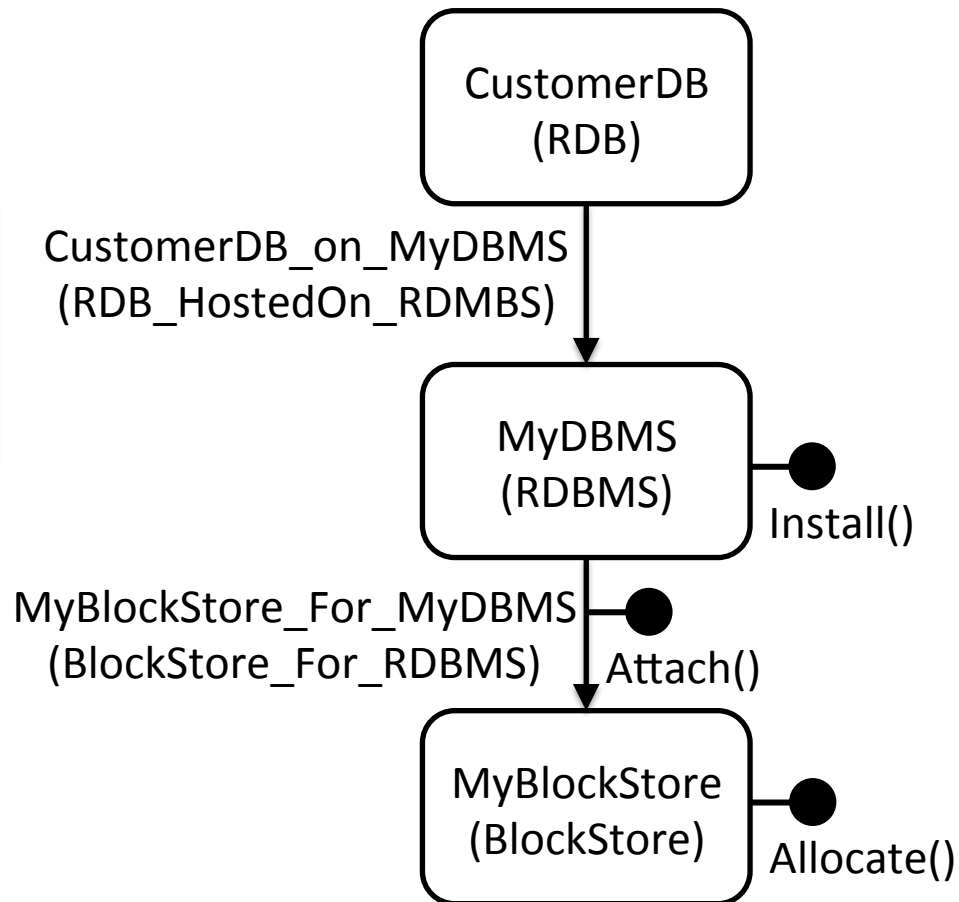 CustomerDB
(RDB)
CustomerDB_on_MyDBMS
(RDB_HostedOn_RDMBS)
MyDBMS
(RDBMS)
Install()
MyBlockStore_For_MyDBMS
(BlockStore_For_RDBMS)
Attach()
MyBlockStore
(BlockStore)
Allocate()